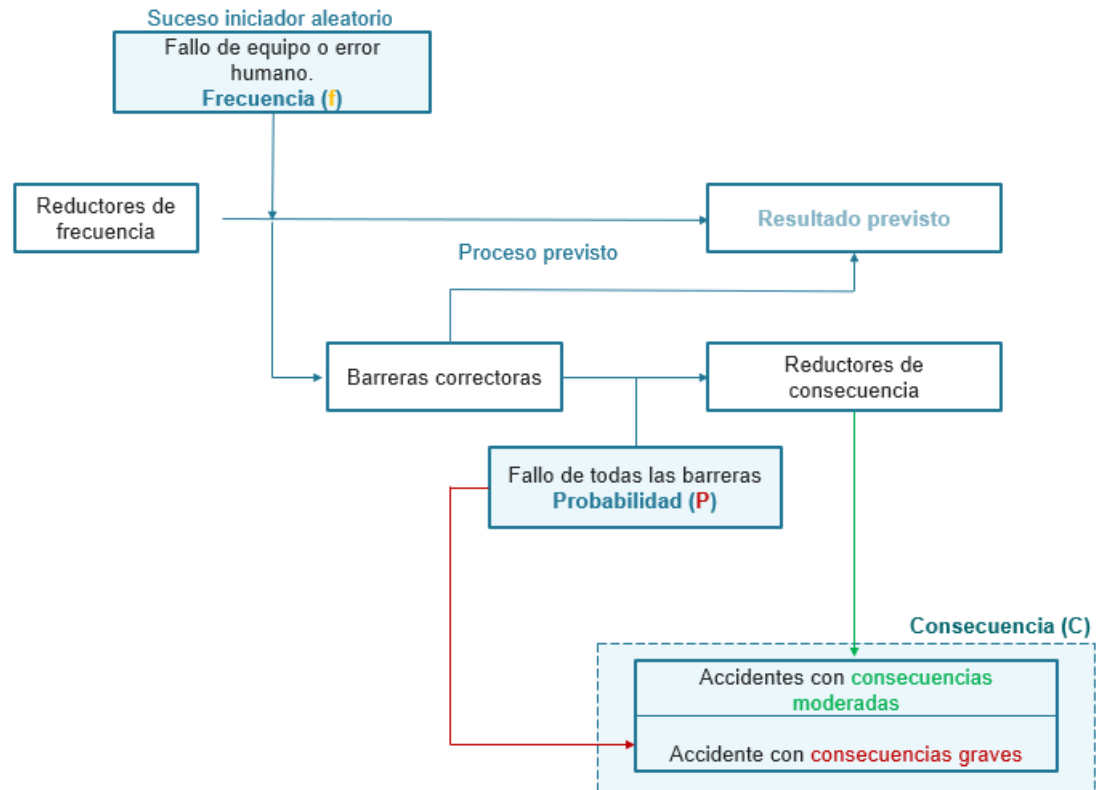 Suceso iniciador aleatorio
Fallo de equipo o error
humano.
Frecuencia (f)
Reductores de
frecuencia
Resultado previsto
Proceso previsto
Barreras correctoras
Reductores de
consecuencia
Fallo de todas las barreras
Probabilidad (P)
Consecuencia (C)
Accidentes con consecuencias
moderadas
Accidente con consecuencias graves